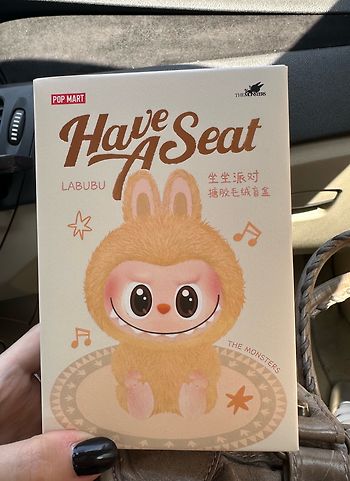 POP MART
THE MONSTERS
Have
A Seat
LABUBU
坐坐派对
搪胶毛绒盲盒
THE MONSTERS